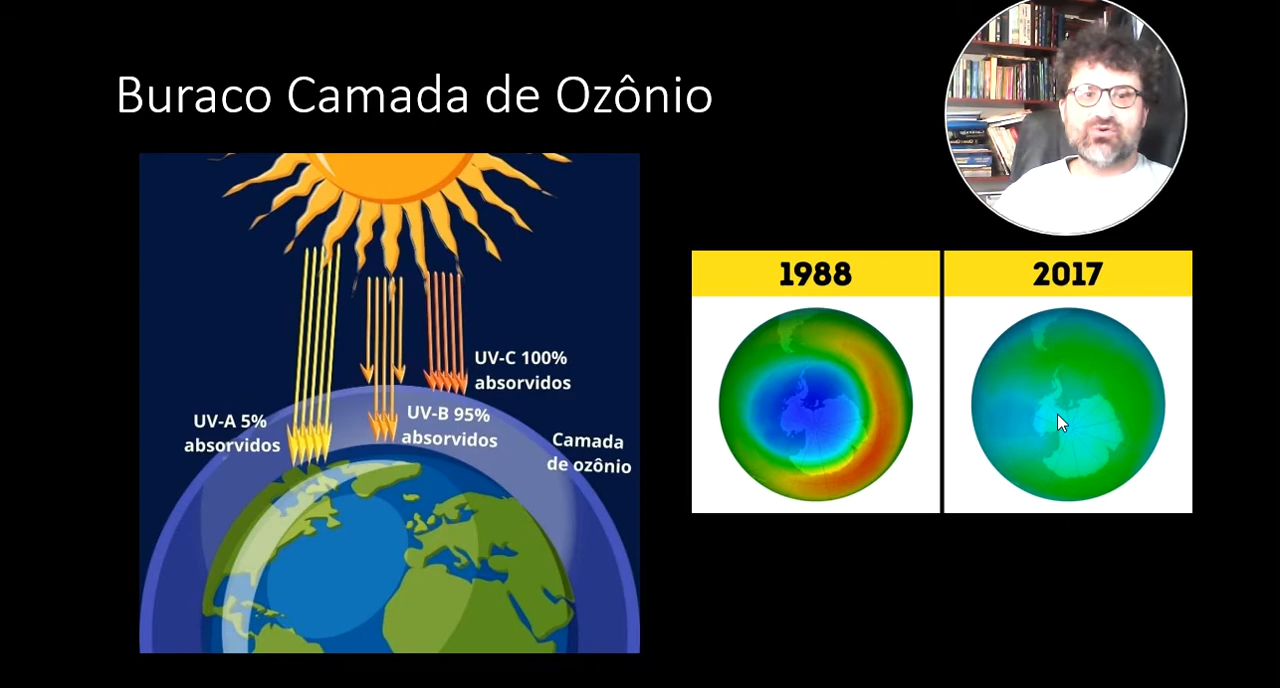 Buraco Camada de Ozônio
UV-C 100%
absorvidos
UV-A 5%
absorvidos
UV-B 95%
absorvidos
Camada
de ozônio
1988
2017